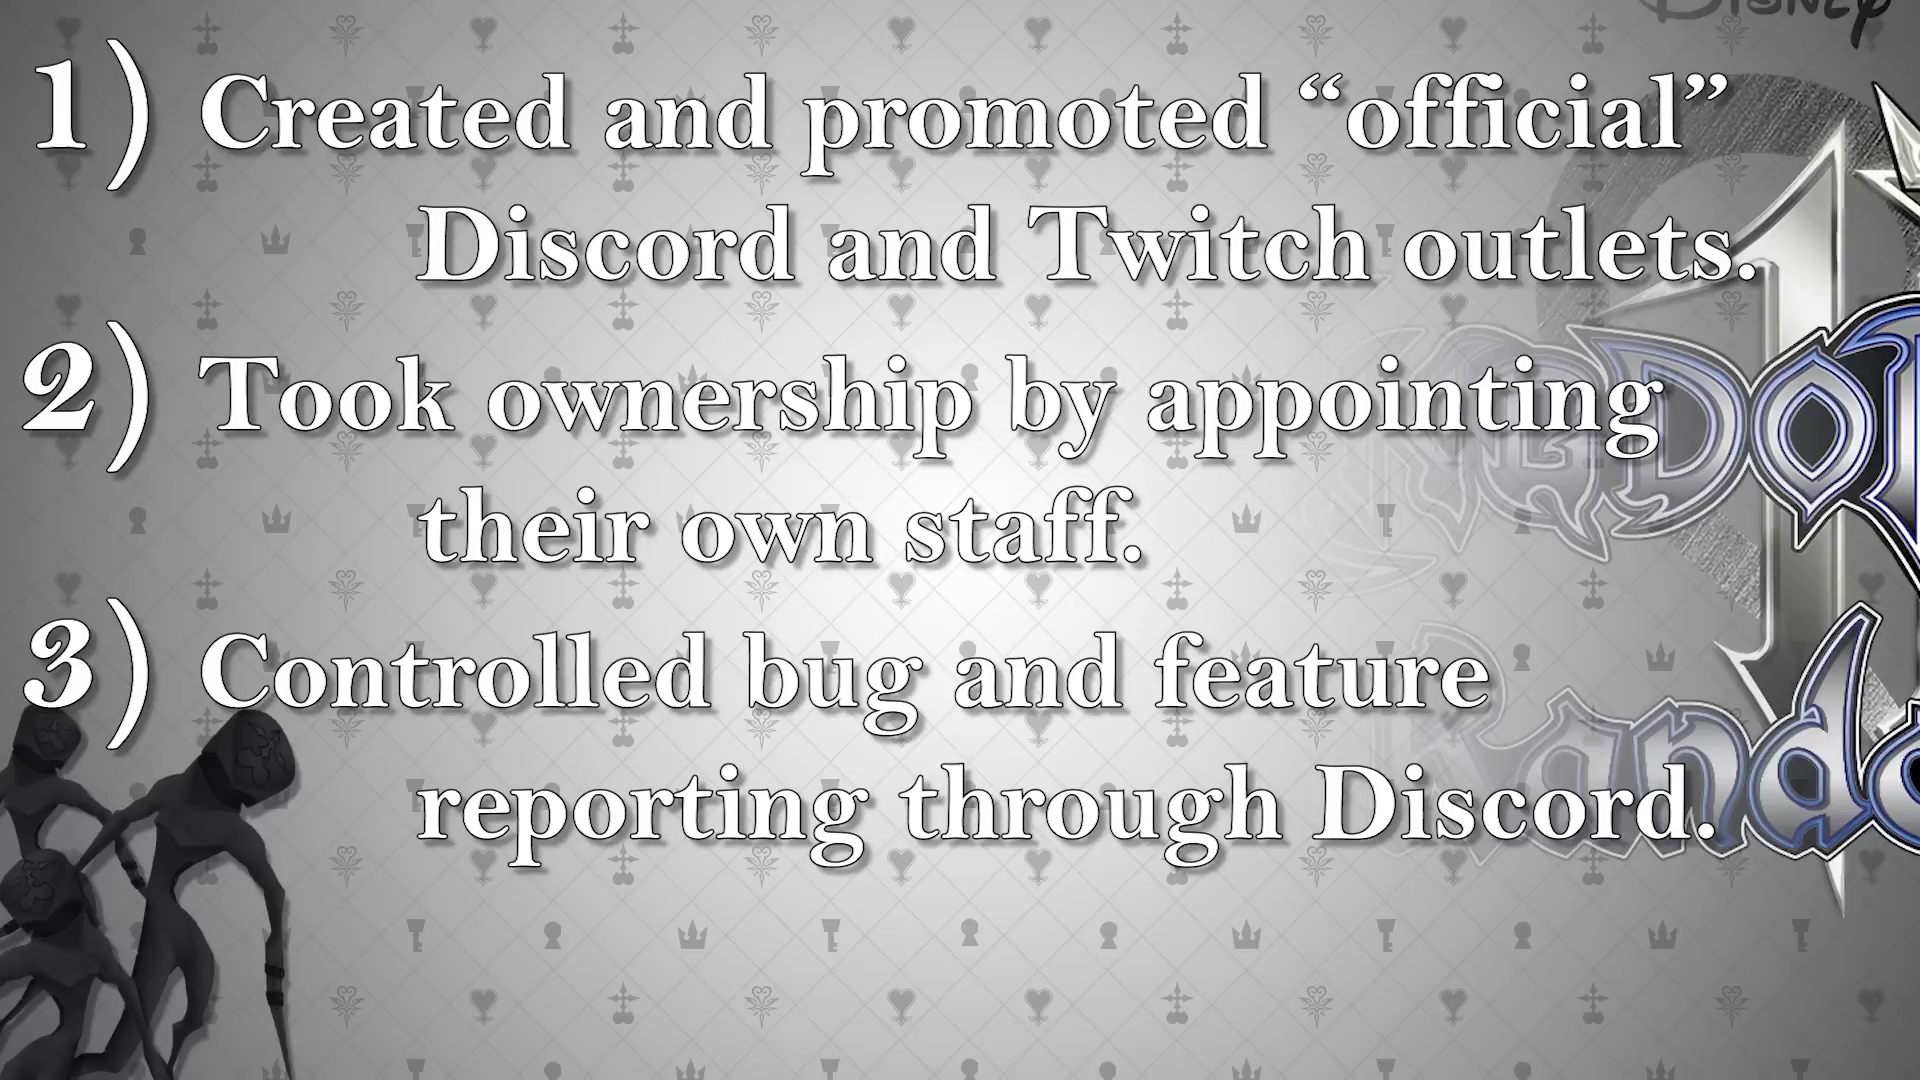 DISNEY
1) Created and promoted “official”
Discord and Twitch outlets.
2) Took ownership by appointing
their own staff.
3) Controlled bug and feature
reporting through Discord.